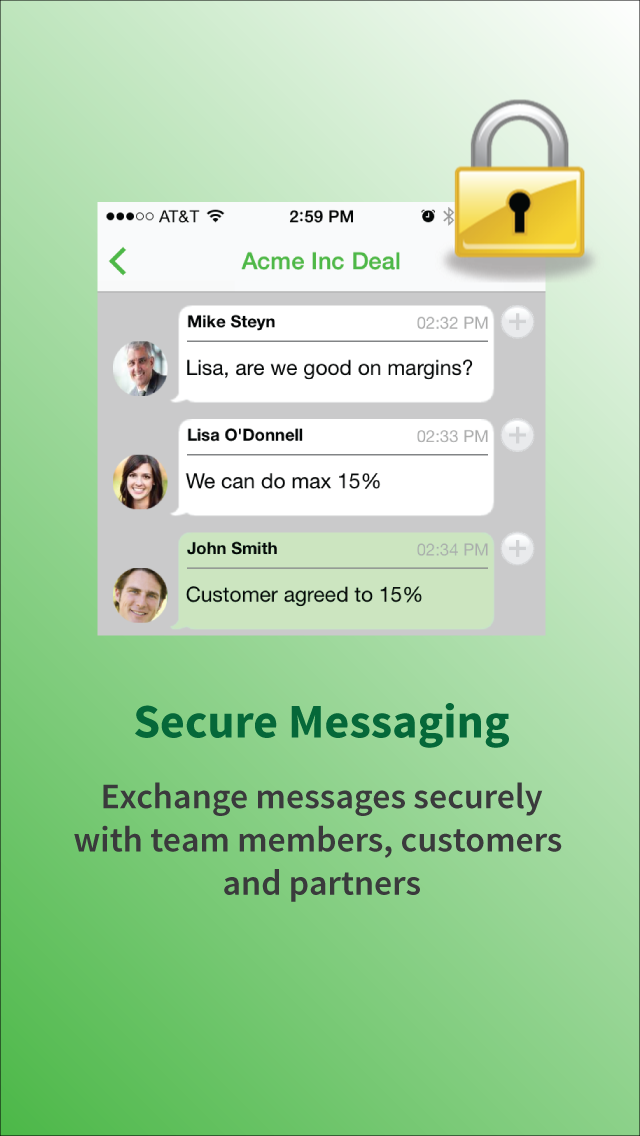 AT&T 2:59 PM
Acme Inc Deal
Mike Steyn 02:32 PM
Lisa, are we good on margins?
Lisa O'Donnell 02:33 PM
We can do max 15%
John Smith 02:34 PM
Customer agreed to 15%
Secure Messaging
Exchange messages securely
with team members, customers
and partners